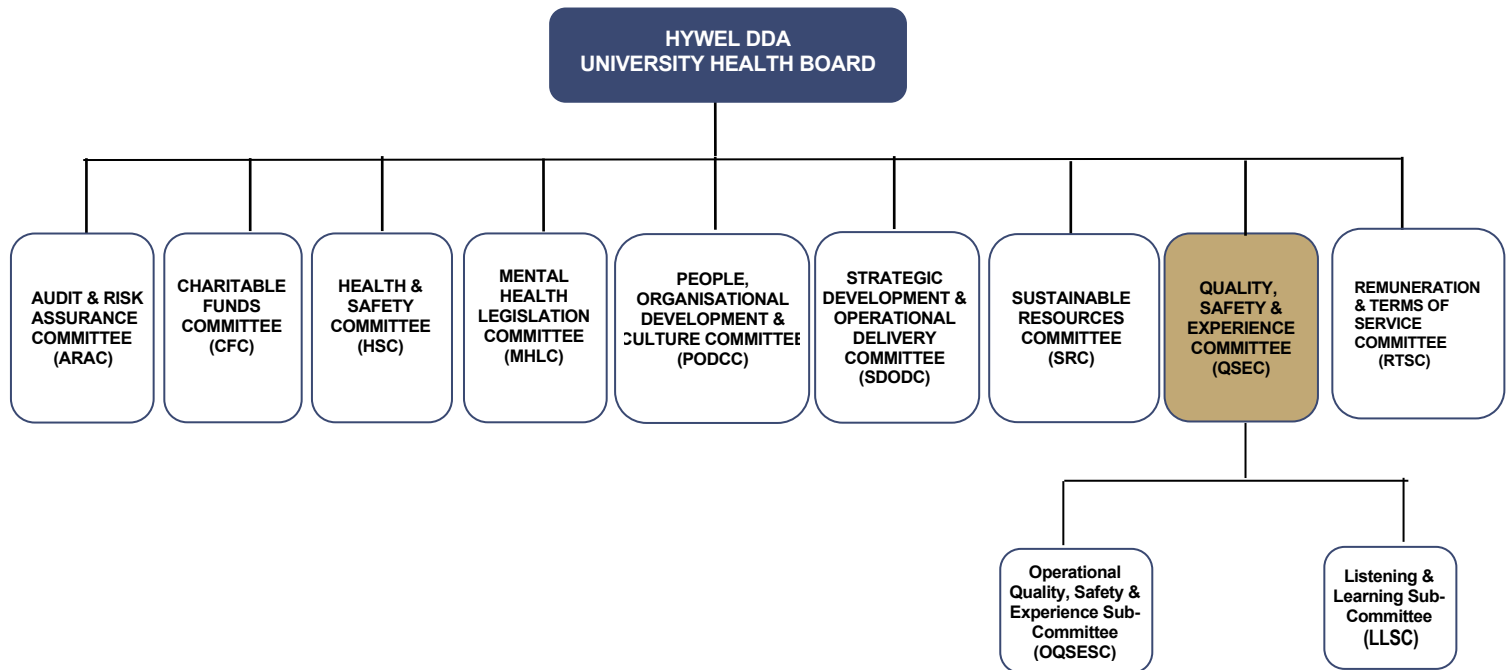 HYWEL DDA
UNIVERSITY HEALTH BOARD
AUDIT & RISK
ASSURANCE
COMMITTEE
(ARAC)
CHARITABLE
FUNDS
COMMITTEE
(CFC)
HEALTH &
SAFETY
COMMITTEE
(HSC)
MENTAL
HEALTH
LEGISLATION
COMMITTEE
(MHLC)
PEOPLE,
ORGANISATIONAL
DEVELOPMENT &
CULTURE COMMITTEE
(PODCC)
STRATEGIC
DEVELOPMENT &
OPERATIONAL
DELIVERY
COMMITTEE
(SDODC)
SUSTAINABLE
RESOURCES
COMMITTEE
(SRC)
QUALITY,
SAFETY &
EXPERIENCE
COMMITTEE
(QSEC)
REMUNERATION
& TERMS OF
SERVICE
COMMITTEE
(RTSC)
Operational
Quality, Safety &
Experience Sub-
Committee
(OQSESC)
Listening &
Learning Sub-
Committee
(LLSC)